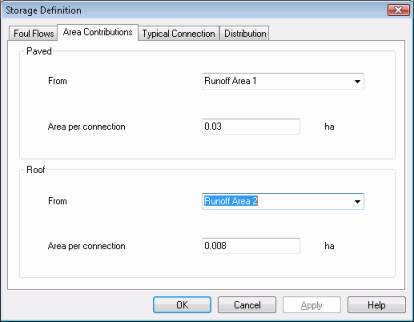 Storage Definition
Foul Flows Area Contributions Typical Connection Distribution
Paved
From Runoff Area 1
Area per connection 0.03 ha
Roof
From Runoff Area 2
Area per connection 0.008 ha
OK Cancel Apply Help